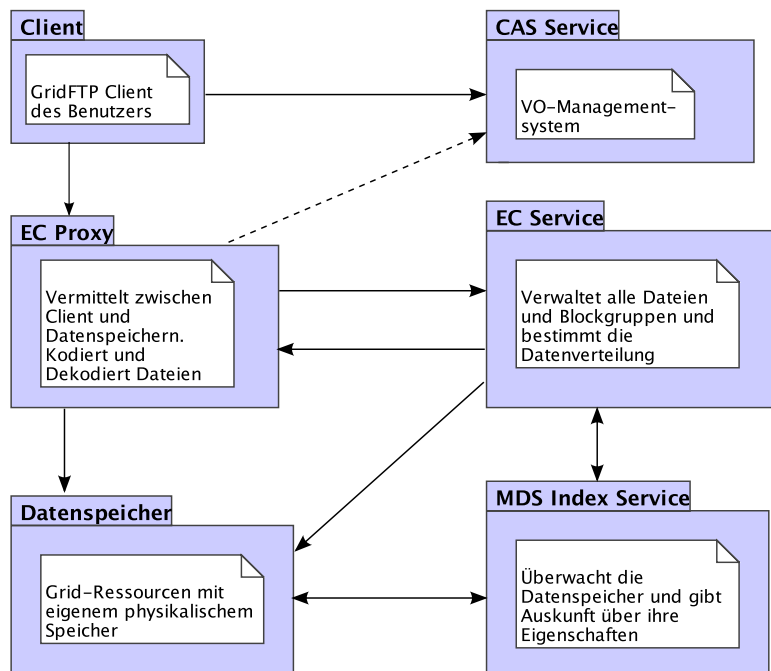 Client
GridFTP Client
des Benutzers
CAS Service
VO-Management-
system
EC Proxy
Vermittelt zwischen
Client und
Datenspeichern.
Kodiert und
Dekodiert Dateien
EC Service
Verwaltet alle Dateien
und Blockgruppen und
bestimmt die
Datenverteilung
Datenspeicher
Grid-Ressourcen mit
eigenem physikalischem
Speicher
MDS Index Service
Überwacht die
Datenspeicher und gibt
Auskunft über ihre
Eigenschaften